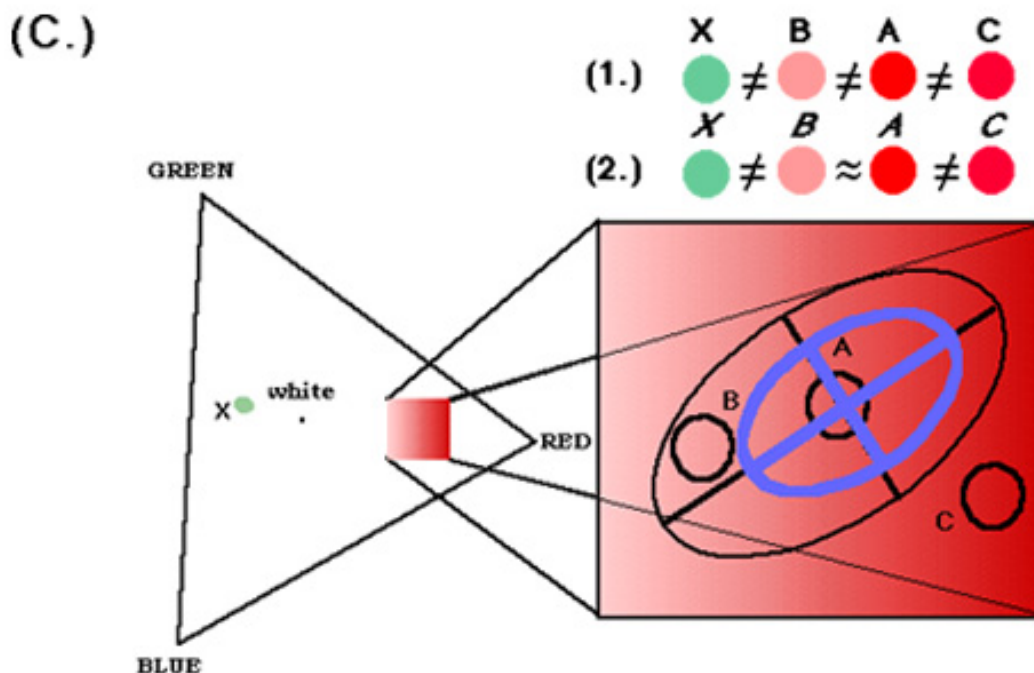 (C.)
X B A C
(1.) ≠ ≠ ≠
X B A C
(2.) ≠ ≈ ≠
GREEN
X white
RED
BLUE
A
B
C